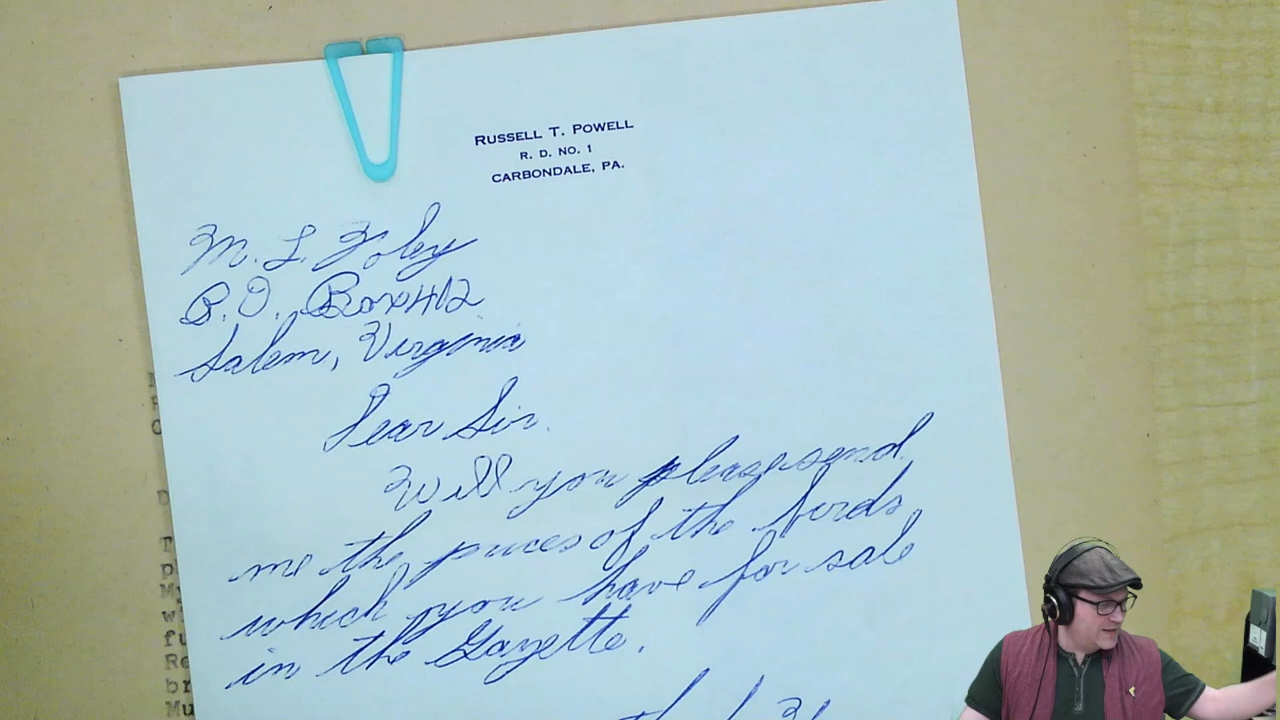 RUSSELL T. POWELL
R. D. NO. 1
CARBONDALE, PA.
M. L. Foley
P.O. Box 412
Salem, Virginia
Dear Sir.
Will you please send
me the prices of the birds
which you have for sale
in the Gazette.